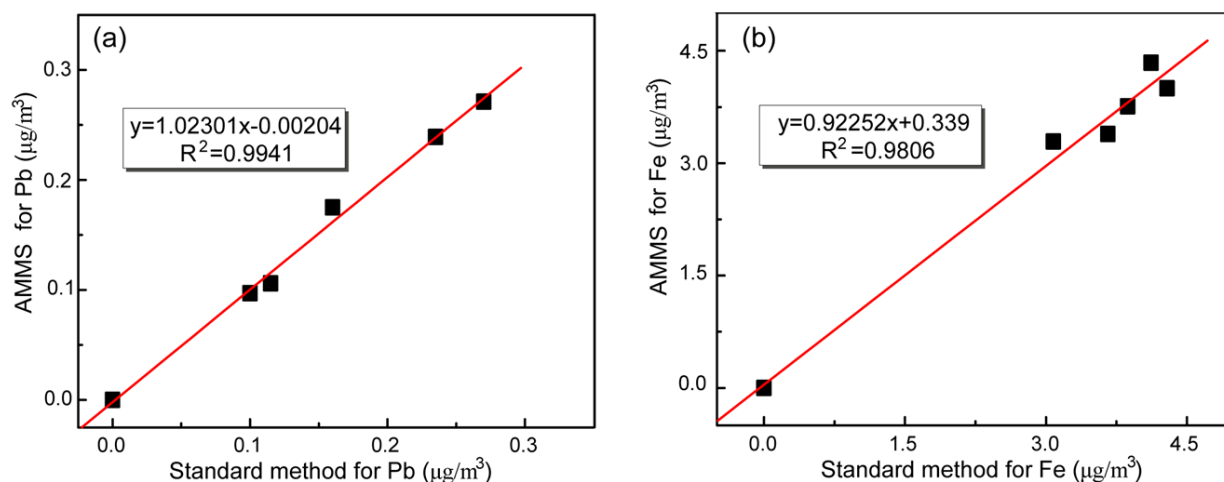 (a)
AMMS for Pb (μg/m³)
0.3
0.2
0.1
0.0
y=1.02301x-0.00204
R²=0.9941
0.0 0.1 0.2 0.3
Standard method for Pb (μg/m³)
(b)
AMMS for Fe (μg/m³)
4.5
3.0
1.5
0.0
y=0.92252x+0.339
R²=0.9806
0.0 1.5 3.0 4.5
Standard method for Fe (μg/m³)